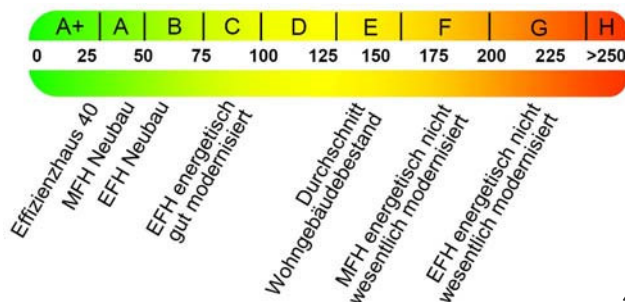 A+ A B C D E F G H
0 25 50 75 100 125 150 175 200 225 >250
Effizienzhaus 40
MFH Neubau
EFH Neubau
EFH energetisch
gut modernisiert
Durchschnitt
Wohngebäudebestand
MFH energetisch nicht
wesentlich modernisiert
EFH energetisch nicht
wesentlich modernisiert